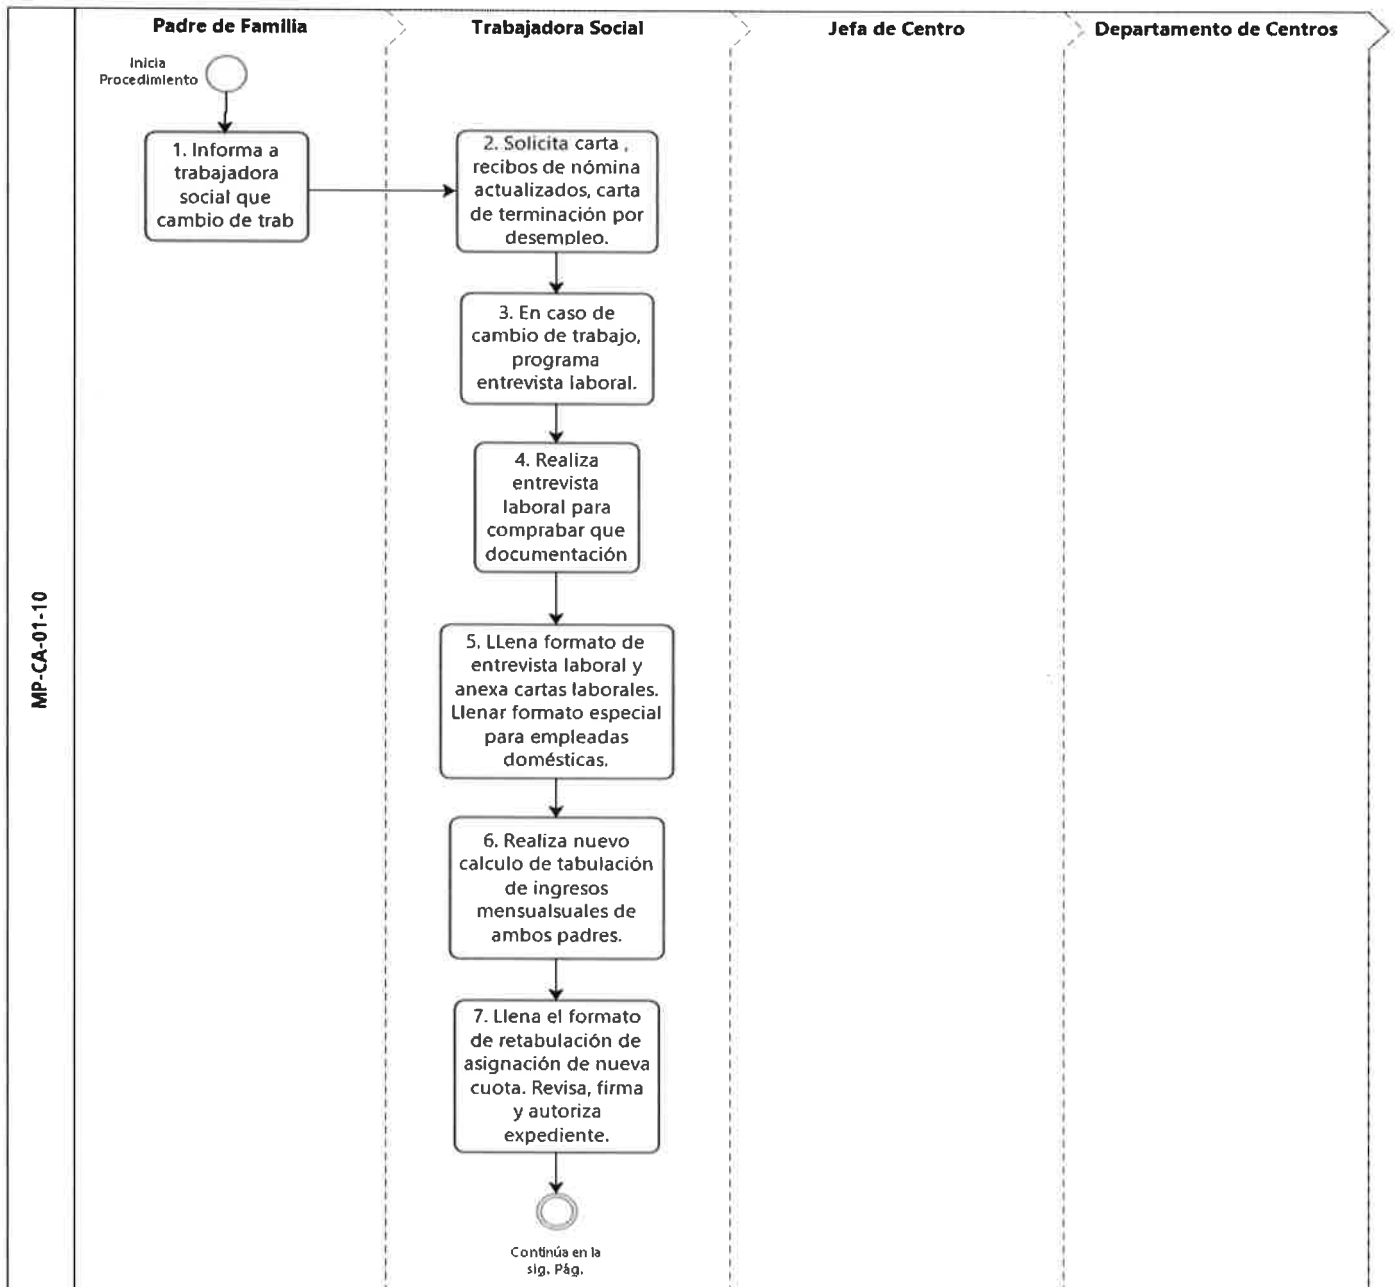 Padre de Familia
Trabajadora Social
Jefa de Centro
Departamento de Centros
MP-CA-01-10
Inicia
Procedimiento
1. Informa a
trabajadora
social que
cambio de trab
2. Solicita carta ,
recibos de nómina
actualizados, carta
de terminación por
desempleo.
3. En caso de
cambio de trabajo,
programa
entrevista laboral.
4. Realiza
entrevista
laboral para
comprabar que
documentación
5. LLena formato de
entrevista laboral y
anexa cartas laborales.
Llenar formato especial
para empleadas
domésticas.
6. Realiza nuevo
calculo de tabulación
de ingresos
mensualsuales de
ambos padres.
7. Llena el formato
de retabulación de
asignación de nueva
cuota. Revisa, firma
y autoriza
expediente.
Continúa en la
sig. Pág.